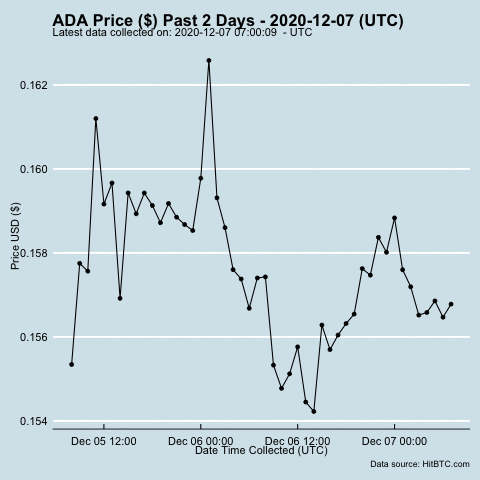 ADA Price ($) Past 2 Days - 2020-12-07 (UTC)
Latest data collected on: 2020-12-07 07:00:09  - UTC
0.162
0.160
0.158
0.156
0.154
Price USD ($)
Dec 05 12:00 Dec 06 00:00 Dec 06 12:00 Dec 07 00:00
Date Time Collected (UTC)
Data source: HitBTC.com